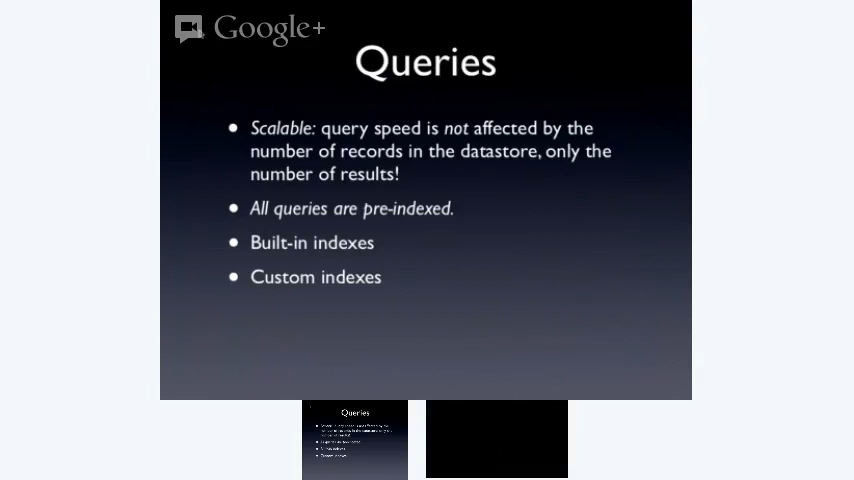 Google+
Queries
Scalable: query speed is not affected by the
number of records in the datastore, only the
number of results!
All queries are pre-indexed.
Built-in indexes
Custom indexes
Queries